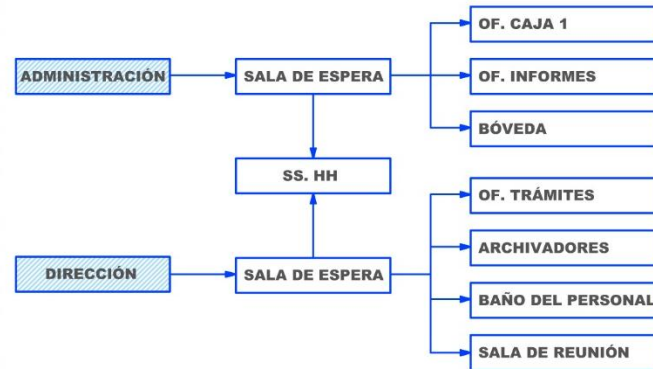 OF. CAJA 1
ADMINISTRACIÓN
SALA DE ESPERA
OF. INFORMES
BÓVEDA
SS. HH
OF. TRÁMITES
ARCHIVADORES
DIRECCIÓN
SALA DE ESPERA
BAÑO DEL PERSONAL
SALA DE REUNIÓN